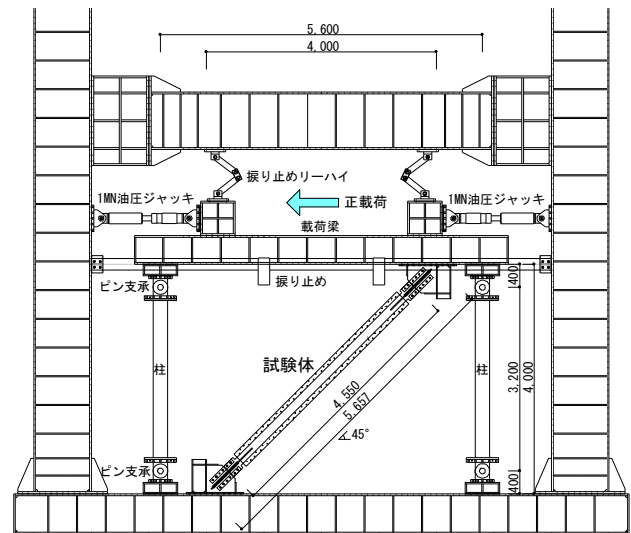 5,600
4,000
捩り止めリーハイ
1MN油圧ジャッキ
正載荷
1MN油圧ジャッキ
載荷梁
ピン支承
捩り止め
400
試験体
柱
柱
3,200
4,000
4,550
5,657
∡45°
ピン支承
400